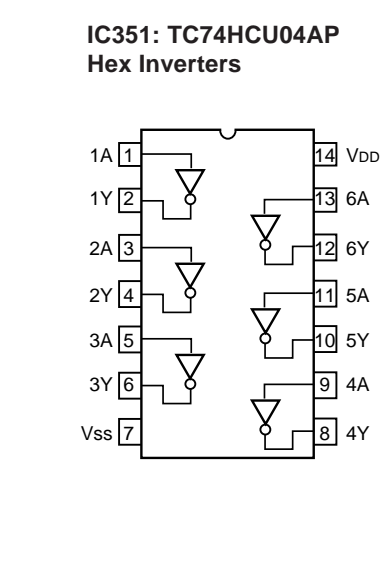 IC351: TC74HCU04AP
Hex Inverters
1A 1 14 VDD
1Y 2 13 6A
2A 3 12 6Y
2Y 4 11 5A
3A 5 10 5Y
3Y 6 9 4A
Vss 7 8 4Y